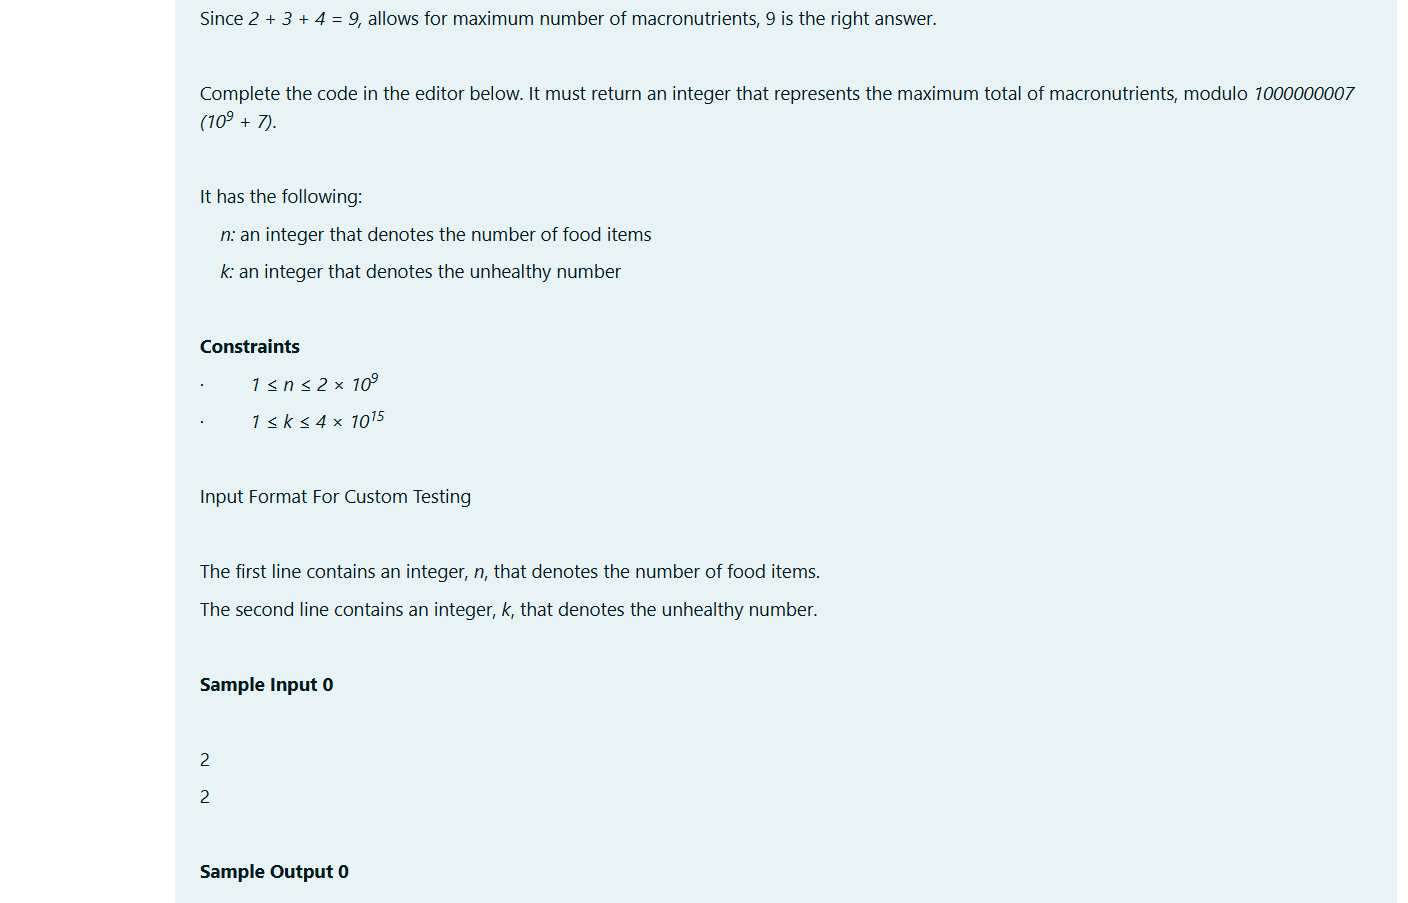 Since 2 + 3 + 4 = 9, allows for maximum number of macronutrients, 9 is the right answer.
Complete the code in the editor below. It must return an integer that represents the maximum total of macronutrients, modulo 1000000007
(10⁹ + 7).
It has the following:
n: an integer that denotes the number of food items
k: an integer that denotes the unhealthy number
Constraints
· 1 ≤ n ≤ 2 × 10⁹
· 1 ≤ k ≤ 4 × 10¹⁵
Input Format For Custom Testing
The first line contains an integer, n, that denotes the number of food items.
The second line contains an integer, k, that denotes the unhealthy number.
Sample Input 0
2
2
Sample Output 0